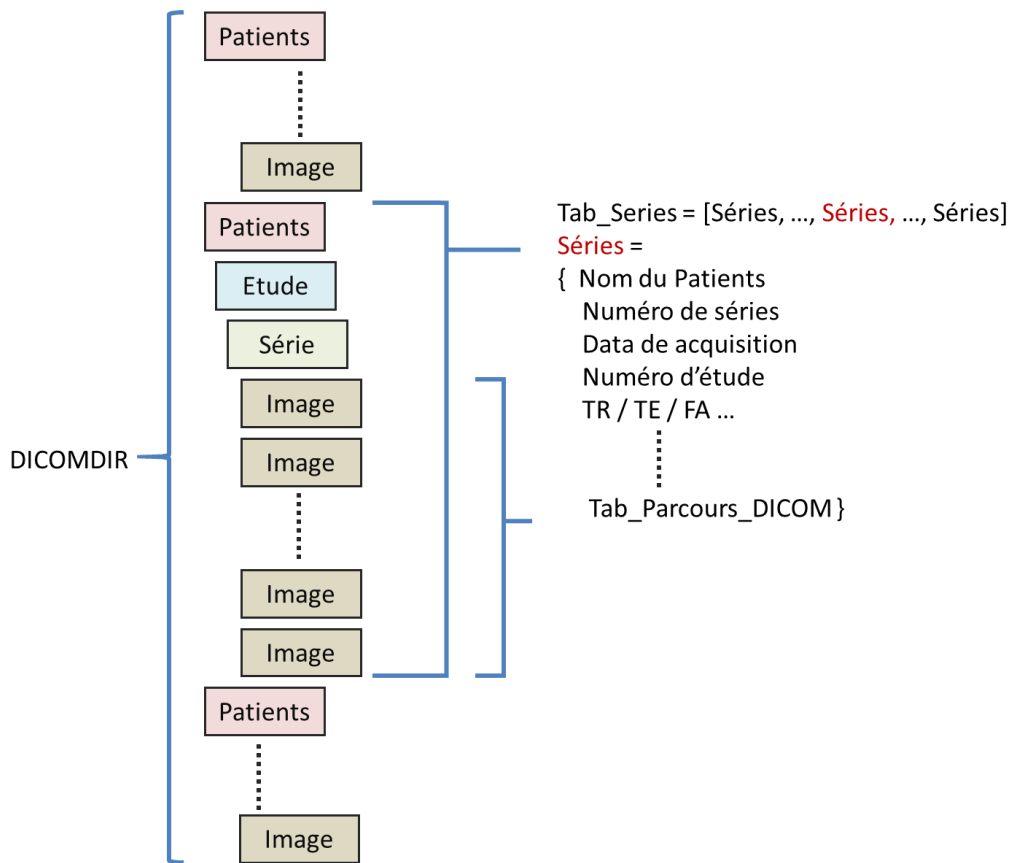 Patients
Image
Patients
Etude
Série
Image
Image
Image
Image
Patients
Image
DICOMDIR
Tab_Series = [Séries, ..., Séries, ..., Séries]
Séries =
{ Nom du Patients
Numéro de séries
Data de acquisition
Numéro d'étude
TR / TE / FA ...
Tab_Parcours_DICOM }